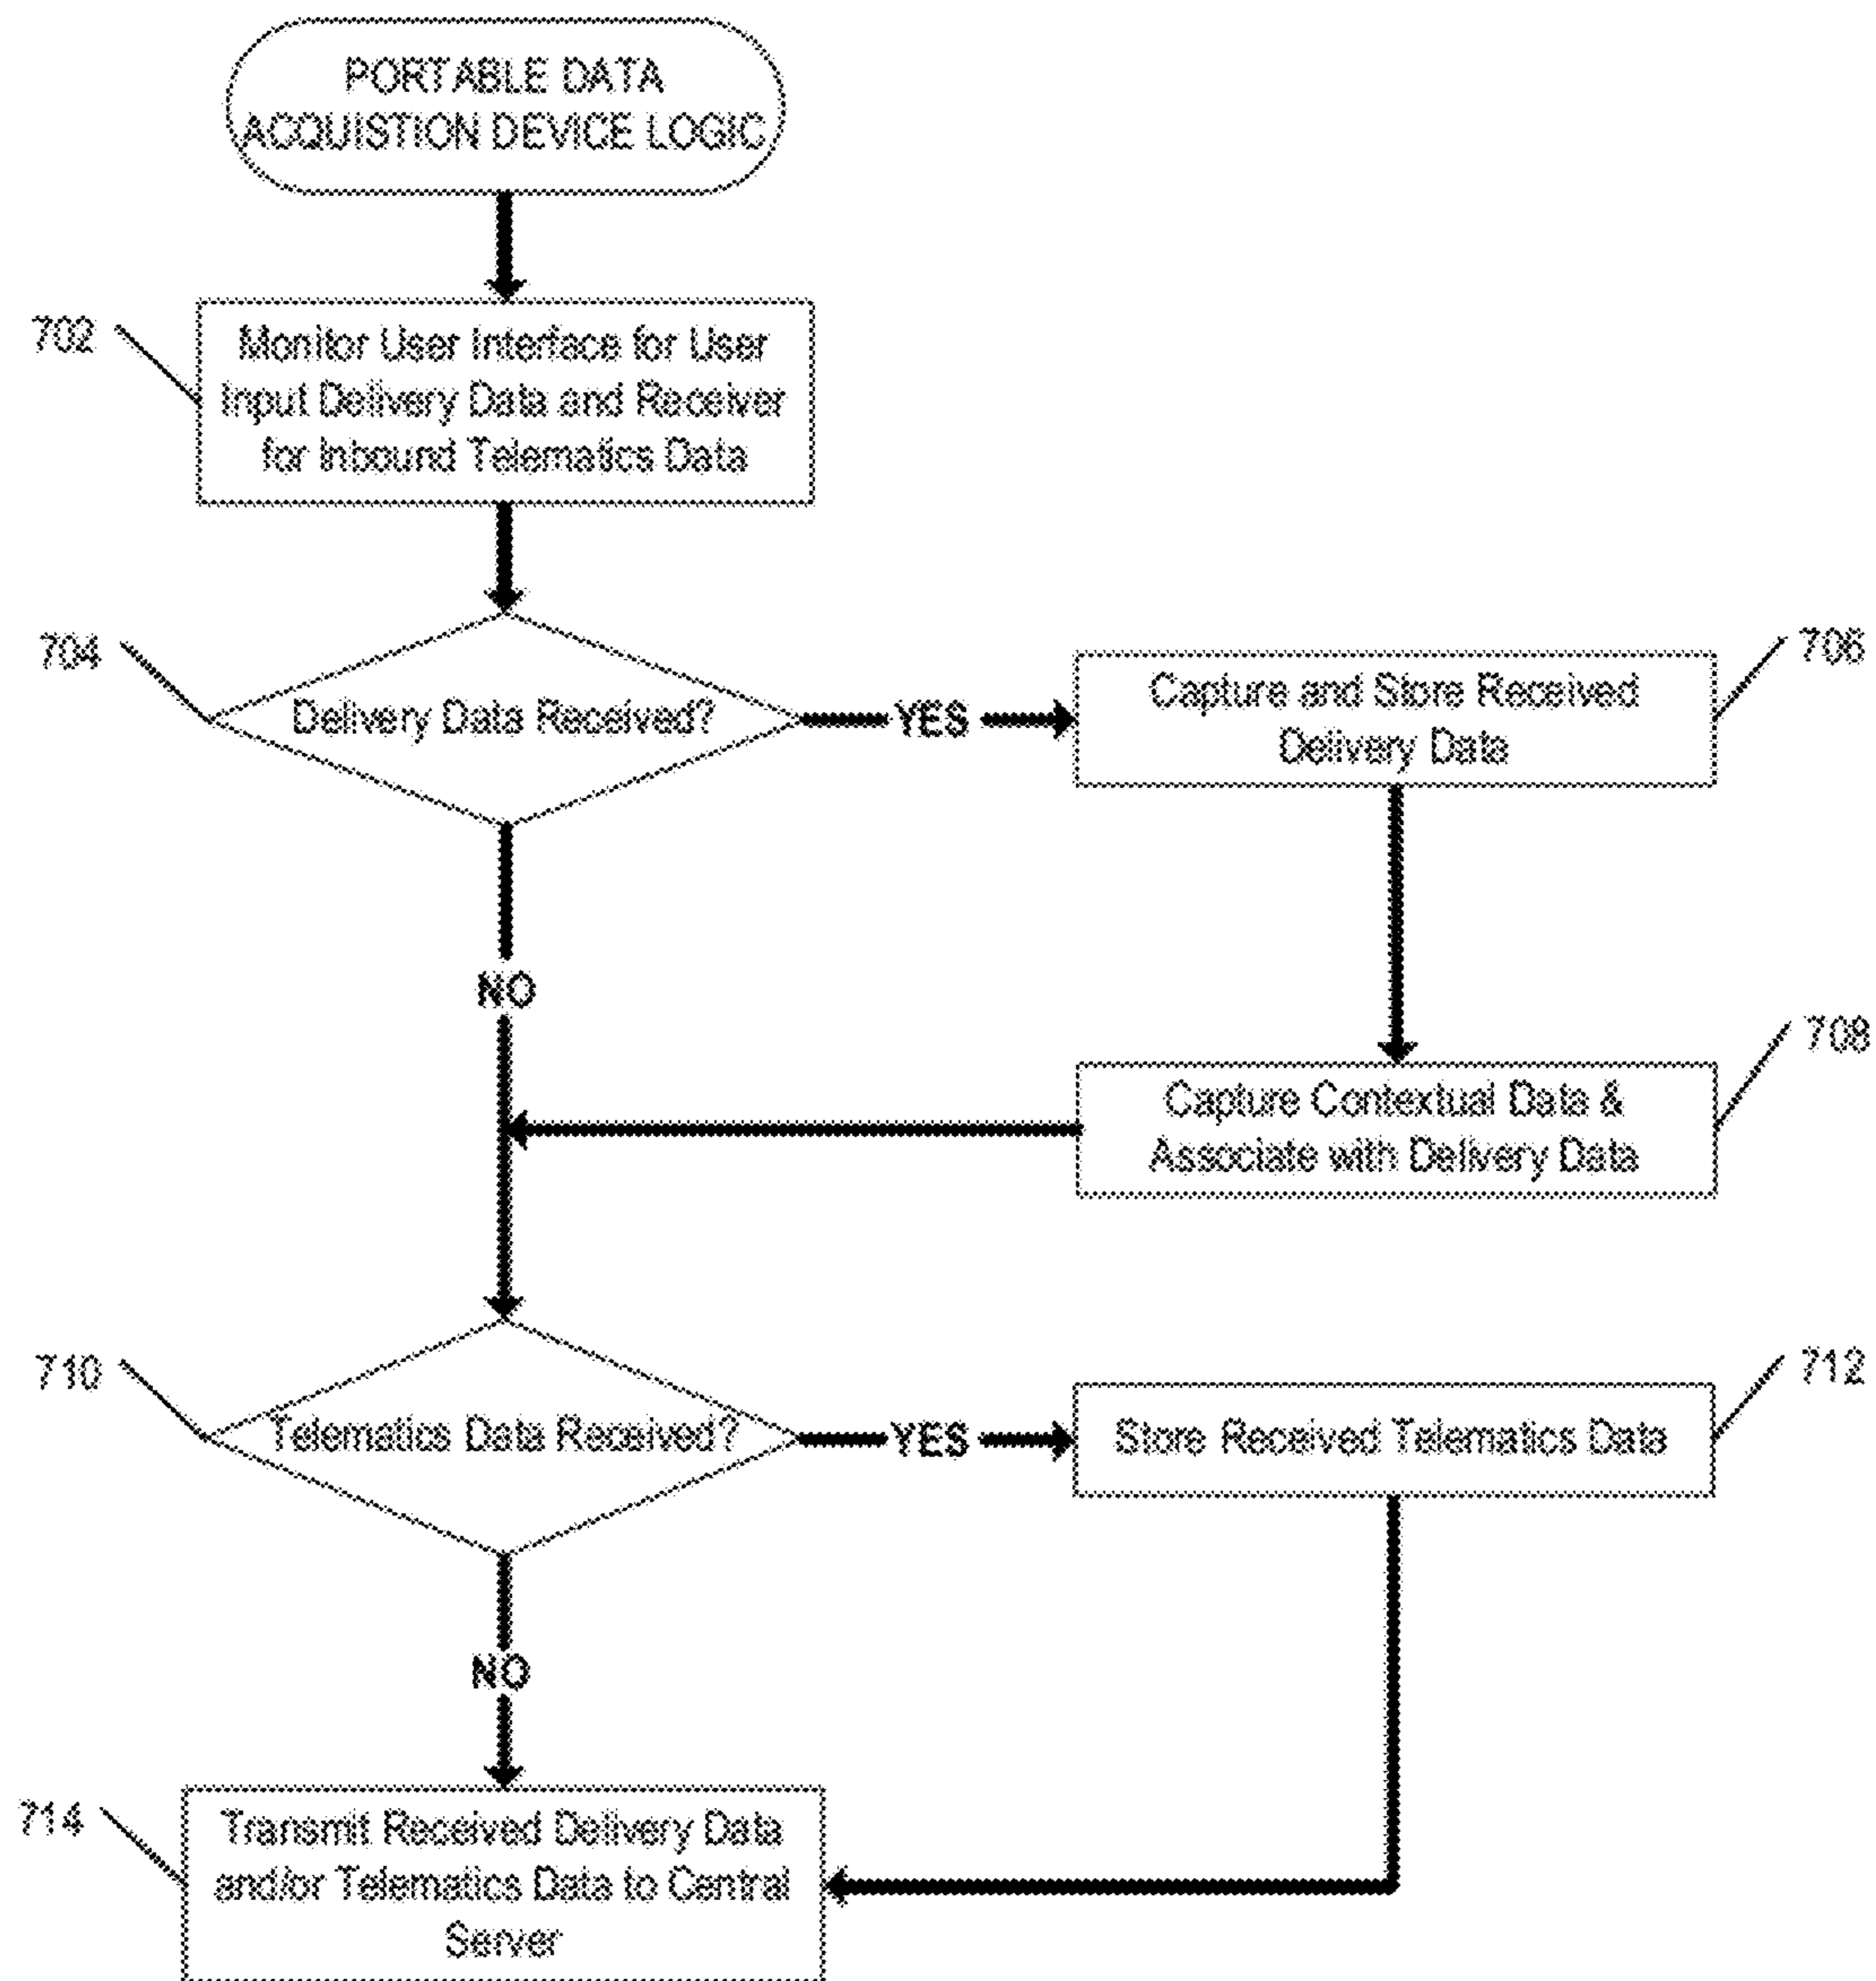 PORTABLE DATA
ACQUISTION DEVICE LOGIC
702
Monitor User Interface for User
Input Delivery Data and Receiver
for Inbound Telematics Data
704
Delivery Data Received?
YES
Capture and Store Received
Delivery Data
706
NO
Capture Contextual Data &
Associate with Delivery Data
708
710
Telematics Data Received?
YES
Store Received Telematics Data
712
NO
714
Transmit Received Delivery Data
and/or Telematics Data to Central
Server